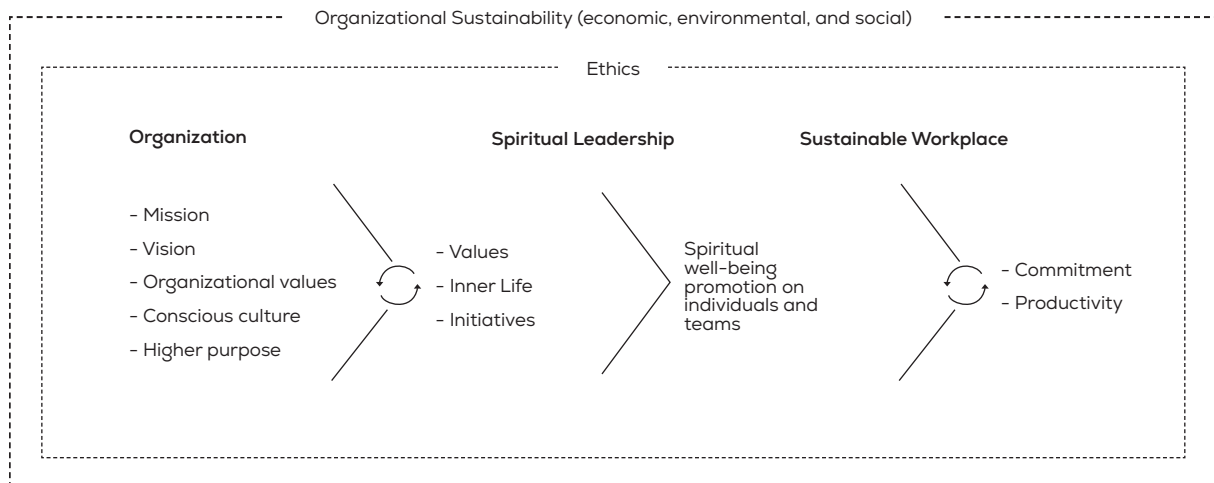 Organizational Sustainability (economic, environmental, and social)
Ethics
Organization
Spiritual Leadership
Sustainable Workplace
- Mission
- Vision
- Organizational values
- Conscious culture
- Higher purpose
- Values
- Inner Life
- Initiatives
Spiritual
well-being
promotion on
individuals and
teams
- Commitment
- Productivity